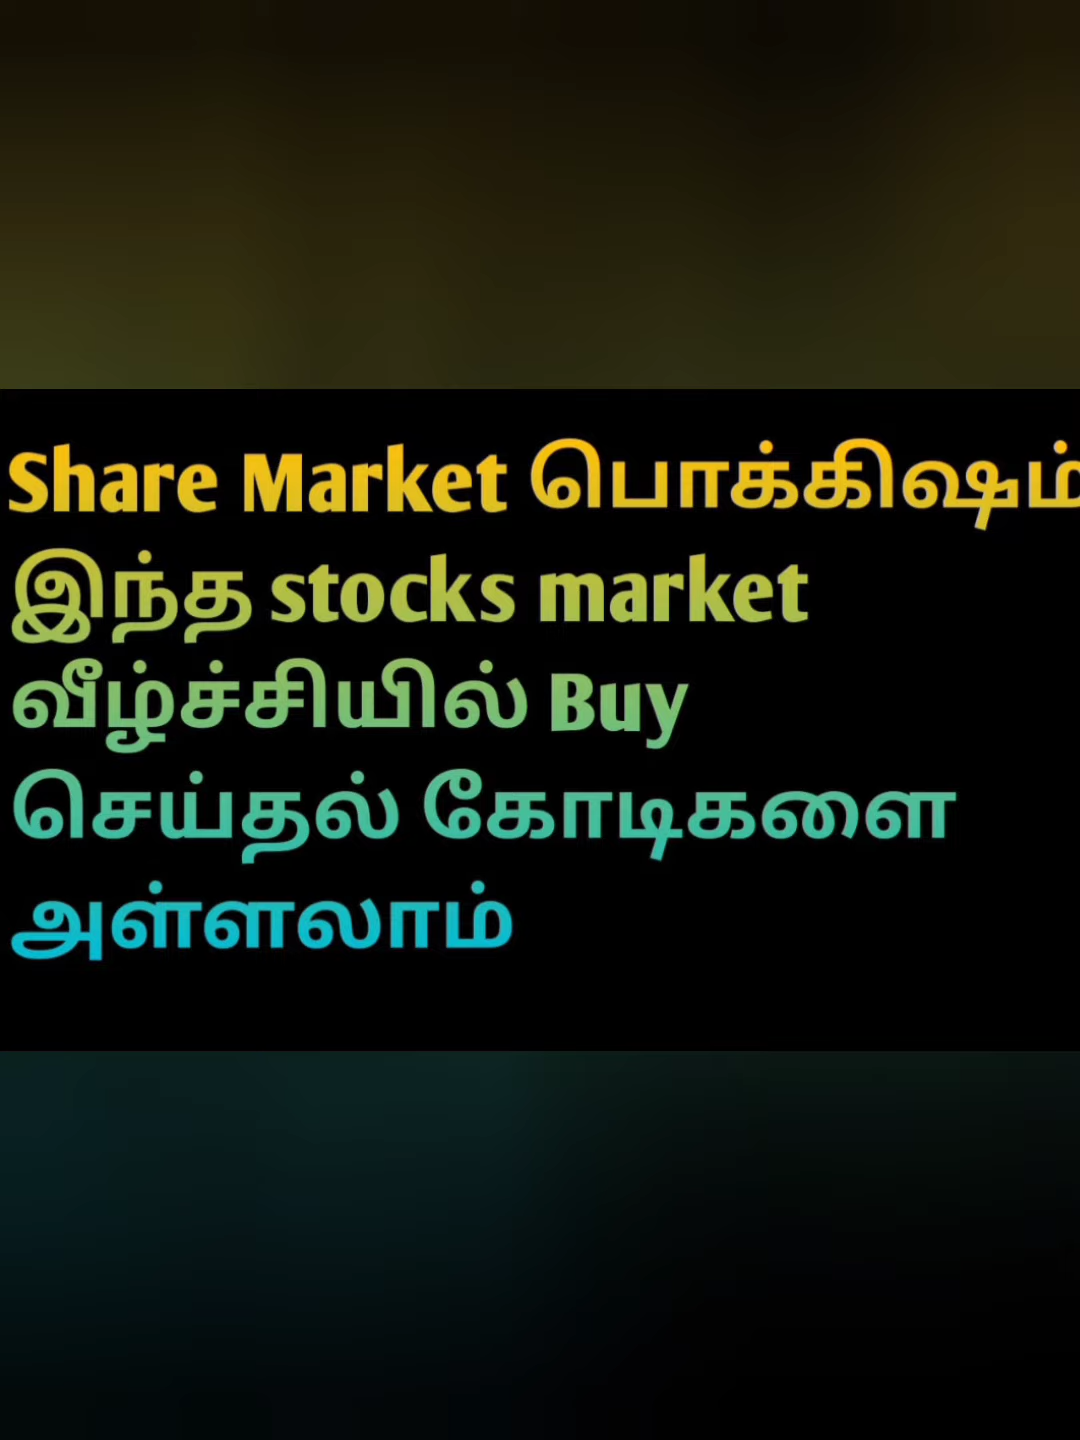 Share Market பொக்கிஷம்
இந்த stocks market
வீழ்ச்சியில் Buy
செய்தல் கோடிகளை
அள்ளலாம்